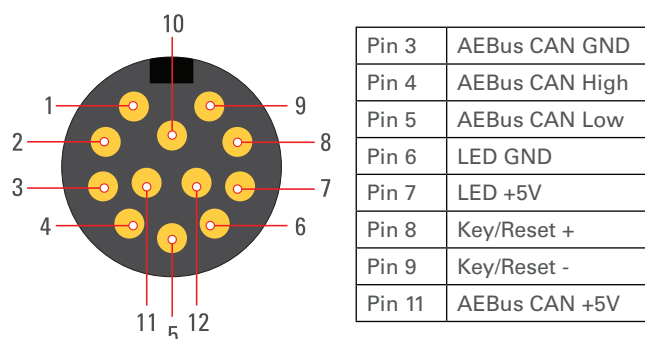 10
1
9
2
8
3
7
4
6
11
5
12
Pin 3 AEBus CAN GND
Pin 4 AEBus CAN High
Pin 5 AEBus CAN Low
Pin 6 LED GND
Pin 7 LED +5V
Pin 8 Key/Reset +
Pin 9 Key/Reset -
Pin 11 AEBus CAN +5V